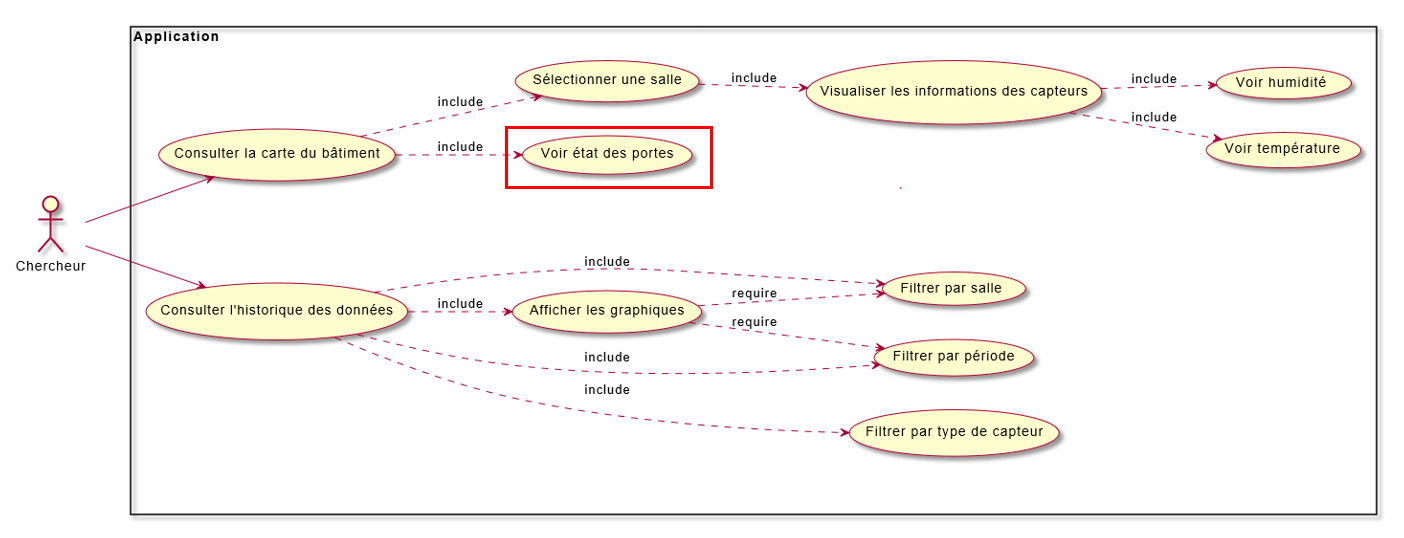 Application
Sélectionner une salle
include
Visualiser les informations des capteurs
include
Voir humidité
include
include
Voir température
Consulter la carte du bâtiment
include
Voir état des portes
Chercheur
include
Consulter l'historique des données
include
Afficher les graphiques
require
Filtrer par salle
require
include
Filtrer par période
include
Filtrer par type de capteur